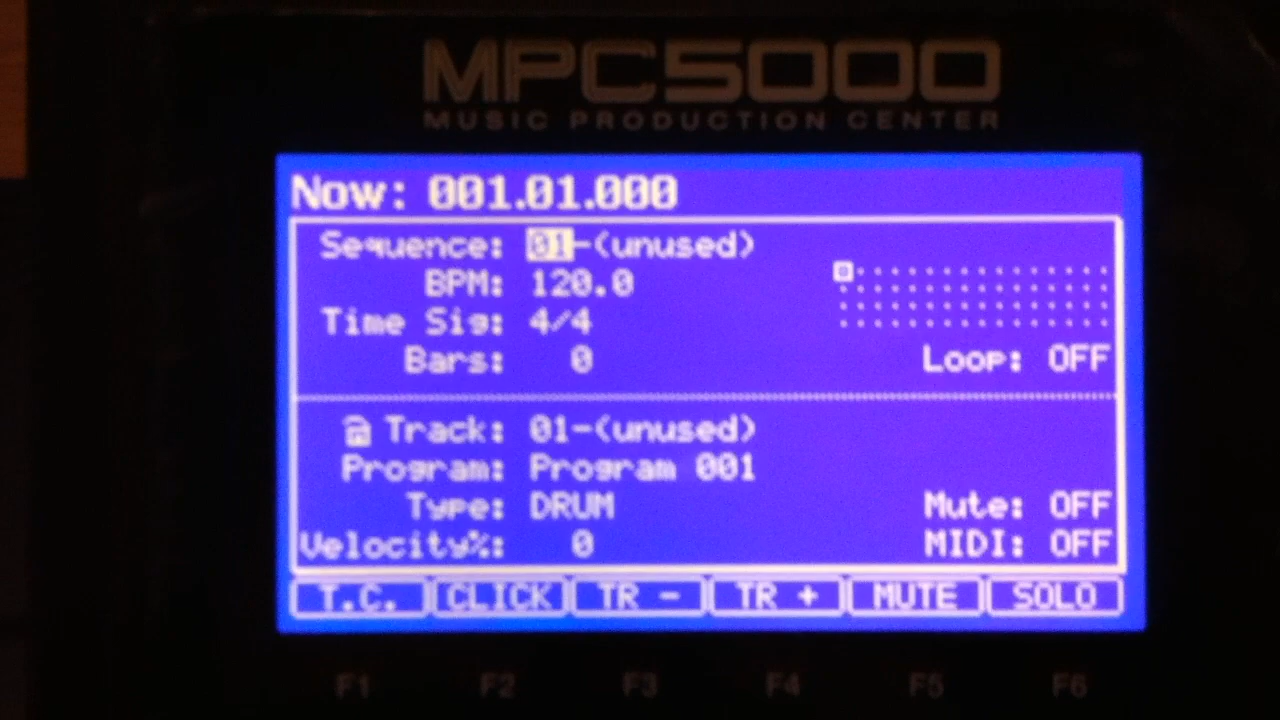 MPC5000
MUSIC PRODUCTION CENTER
Now: 001.01.000
Sequence: 01-(unused)
BPM: 120.0
Time Sig: 4/4
Bars: 0 Loop: OFF
Track: 01-(unused)
Program: Program 001
Type: DRUM Mute: OFF
Velocity%: 0 MIDI: OFF
T.C. CLICK TR - TR + MUTE SOLO
F1 F2 F3 F4 F5 F6